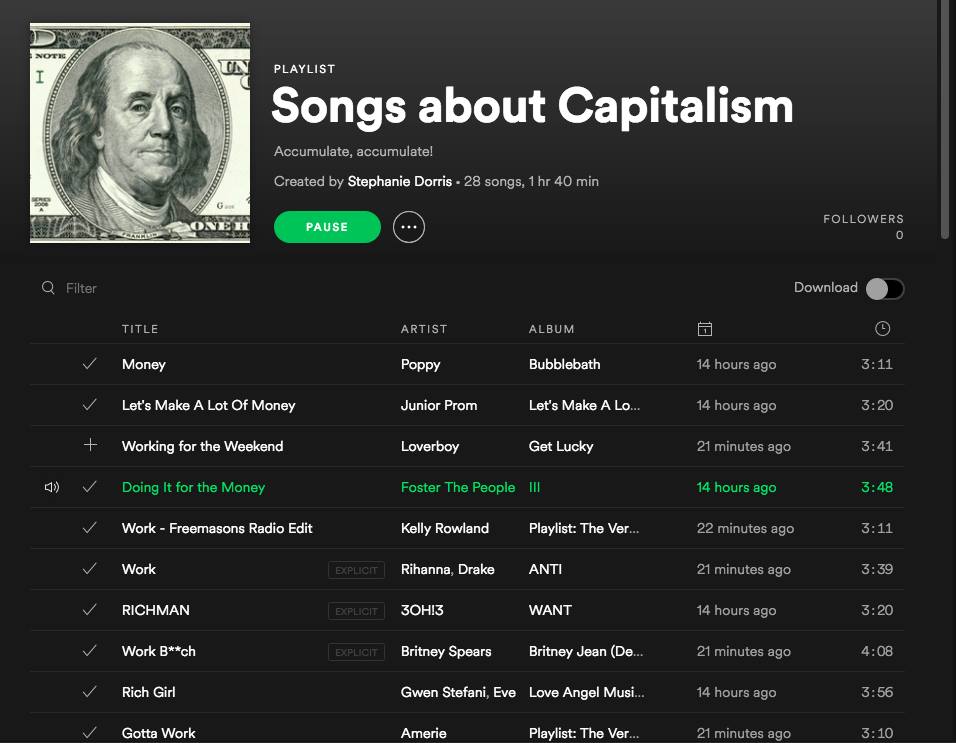 NOTE
I
UN
SERIES
2006
A
G
FRANKLIN
ONE H
PLAYLIST
Songs about Capitalism
Accumulate, accumulate!
Created by Stephanie Dorris • 28 songs, 1 hr 40 min
PAUSE
FOLLOWERS
0
Filter
Download
TITLE ARTIST ALBUM
Money Poppy Bubblebath 14 hours ago 3:11
Let's Make A Lot Of Money Junior Prom Let's Make A Lo... 14 hours ago 3:20
Working for the Weekend Loverboy Get Lucky 21 minutes ago 3:41
Doing It for the Money Foster The People III 14 hours ago 3:48
Work - Freemasons Radio Edit Kelly Rowland Playlist: The Ver... 22 minutes ago 3:11
Work EXPLICIT Rihanna, Drake ANTI 21 minutes ago 3:39
RICHMAN EXPLICIT 3OH!3 WANT 14 hours ago 3:20
Work B**ch EXPLICIT Britney Spears Britney Jean (De... 21 minutes ago 4:08
Rich Girl Gwen Stefani, Eve Love Angel Musi... 14 hours ago 3:56
Gotta Work Amerie Playlist: The Ver... 21 minutes ago 3:10